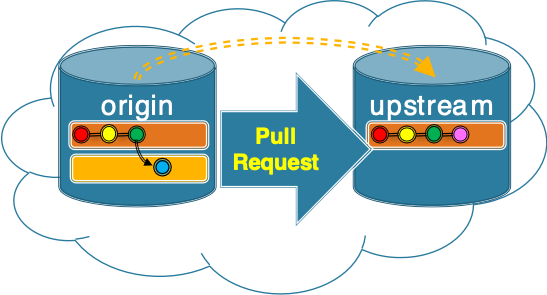 origin
upstream
Pull
Request